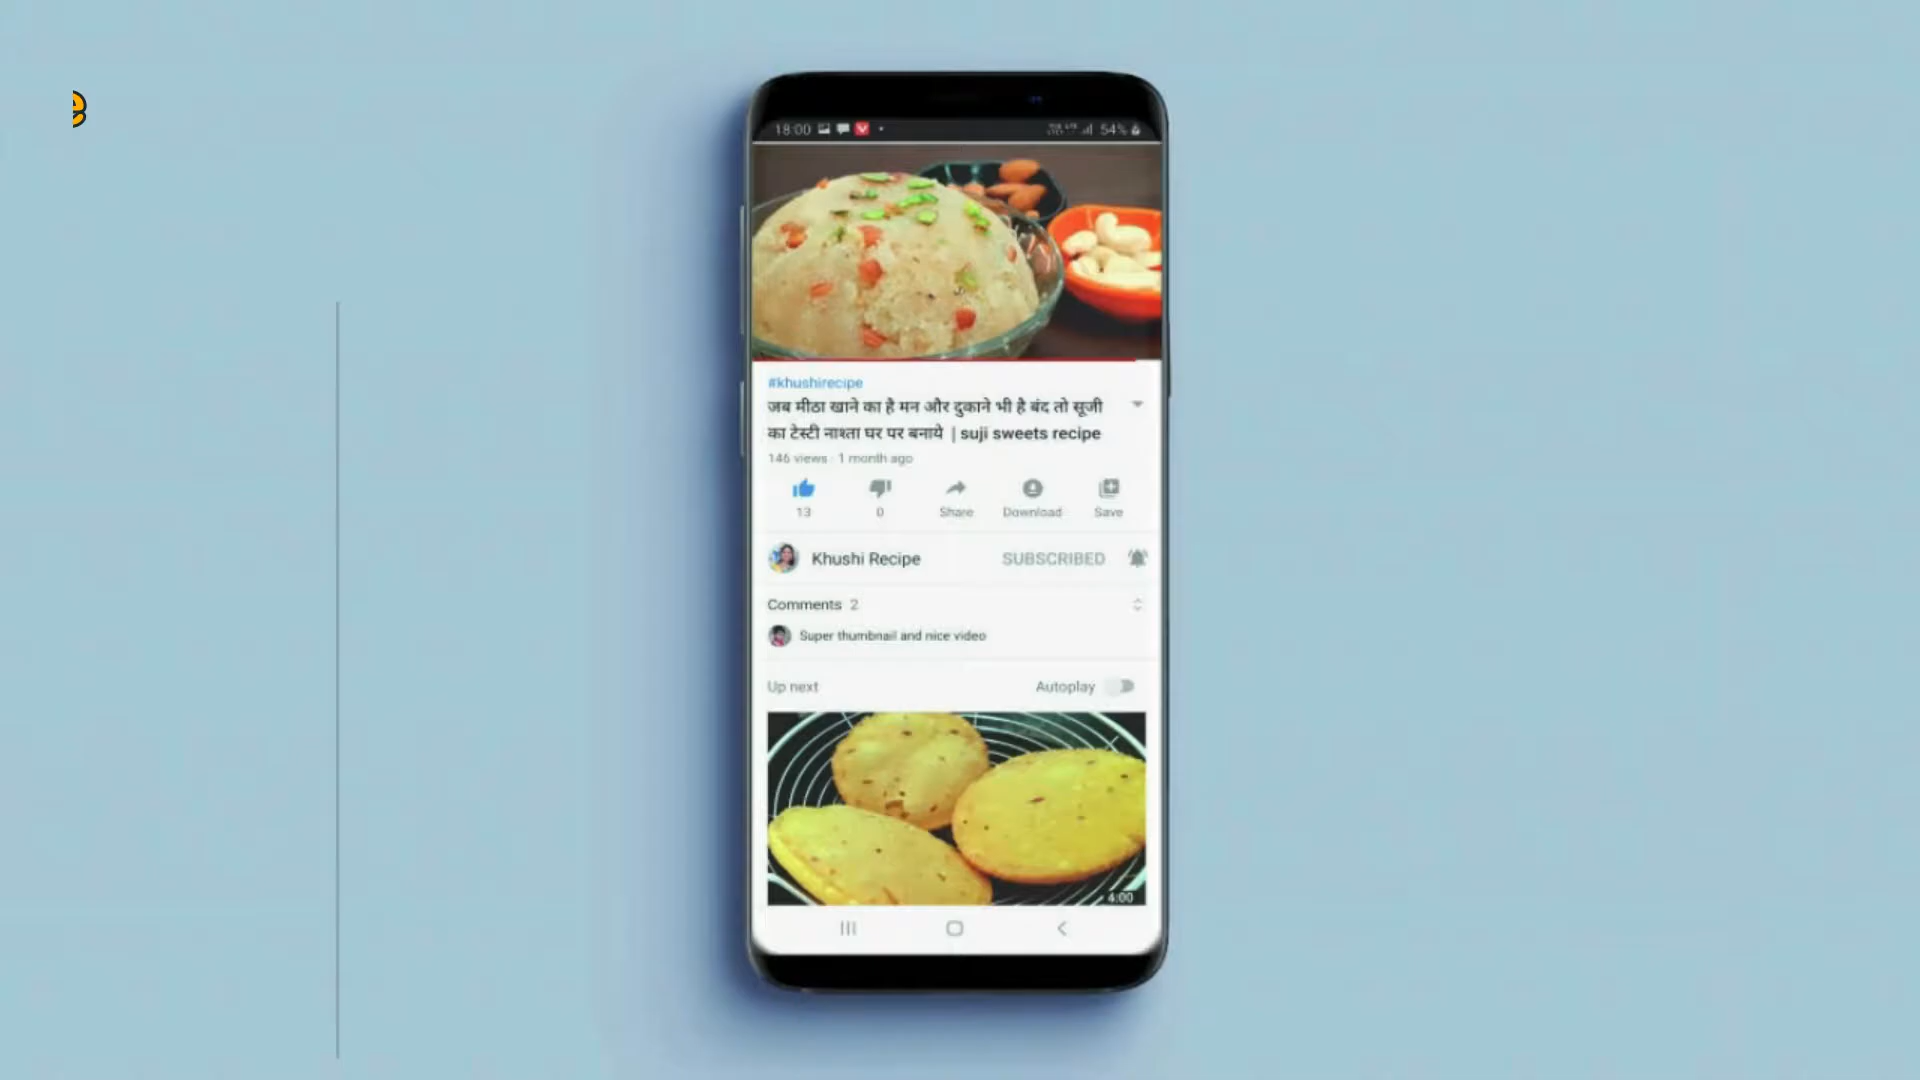 18:00
54%
#khushirecipe
जब मीठा खाने का है मन और दुकाने भी है बंद तो सूजी
का टेस्टी नाश्ता घर पर बनाये | suji sweets recipe
146 views · 1 month ago
13
0
Share
Download
Save
Khushi Recipe
SUBSCRIBED
Comments 2
Super thumbnail and nice video
Up next
Autoplay
4:00